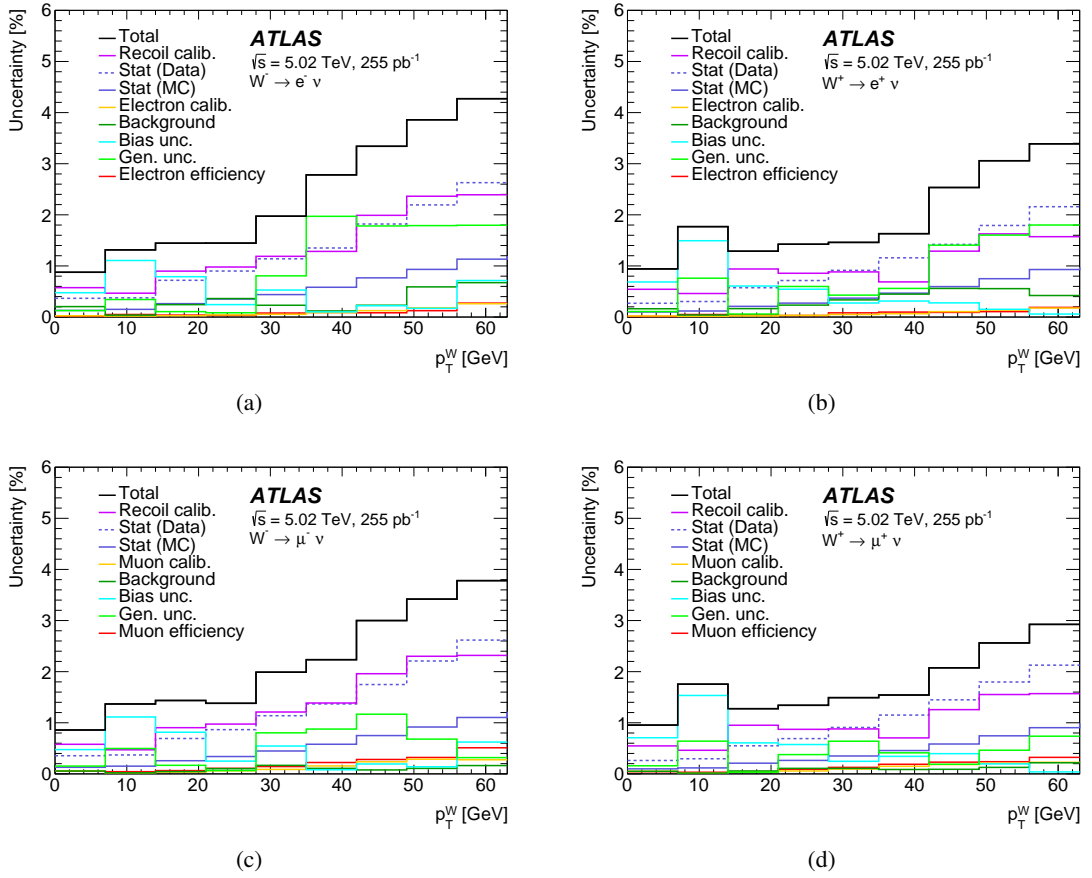 Uncertainty [%]
6
5
4
3
2
1
0
Total
Recoil calib.
Stat (Data)
Stat (MC)
Electron calib.
Background
Bias unc.
Gen. unc.
Electron efficiency
ATLAS
√s = 5.02 TeV, 255 pb⁻¹
W⁻ → e⁻ ν
0 10 20 30 40 50 60
p_T^W [GeV]
(a)
Uncertainty [%]
6
5
4
3
2
1
0
Total
Recoil calib.
Stat (Data)
Stat (MC)
Electron calib.
Background
Bias unc.
Gen. unc.
Electron efficiency
ATLAS
√s = 5.02 TeV, 255 pb⁻¹
W⁺ → e⁺ ν
0 10 20 30 40 50 60
p_T^W [GeV]
(b)
Uncertainty [%]
6
5
4
3
2
1
0
Total
Recoil calib.
Stat (Data)
Stat (MC)
Muon calib.
Background
Bias unc.
Gen. unc.
Muon efficiency
ATLAS
√s = 5.02 TeV, 255 pb⁻¹
W⁻ → μ⁻ ν
0 10 20 30 40 50 60
p_T^W [GeV]
(c)
Uncertainty [%]
6
5
4
3
2
1
0
Total
Recoil calib.
Stat (Data)
Stat (MC)
Muon calib.
Background
Bias unc.
Gen. unc.
Muon efficiency
ATLAS
√s = 5.02 TeV, 255 pb⁻¹
W⁺ → μ⁺ ν
0 10 20 30 40 50 60
p_T^W [GeV]
(d)